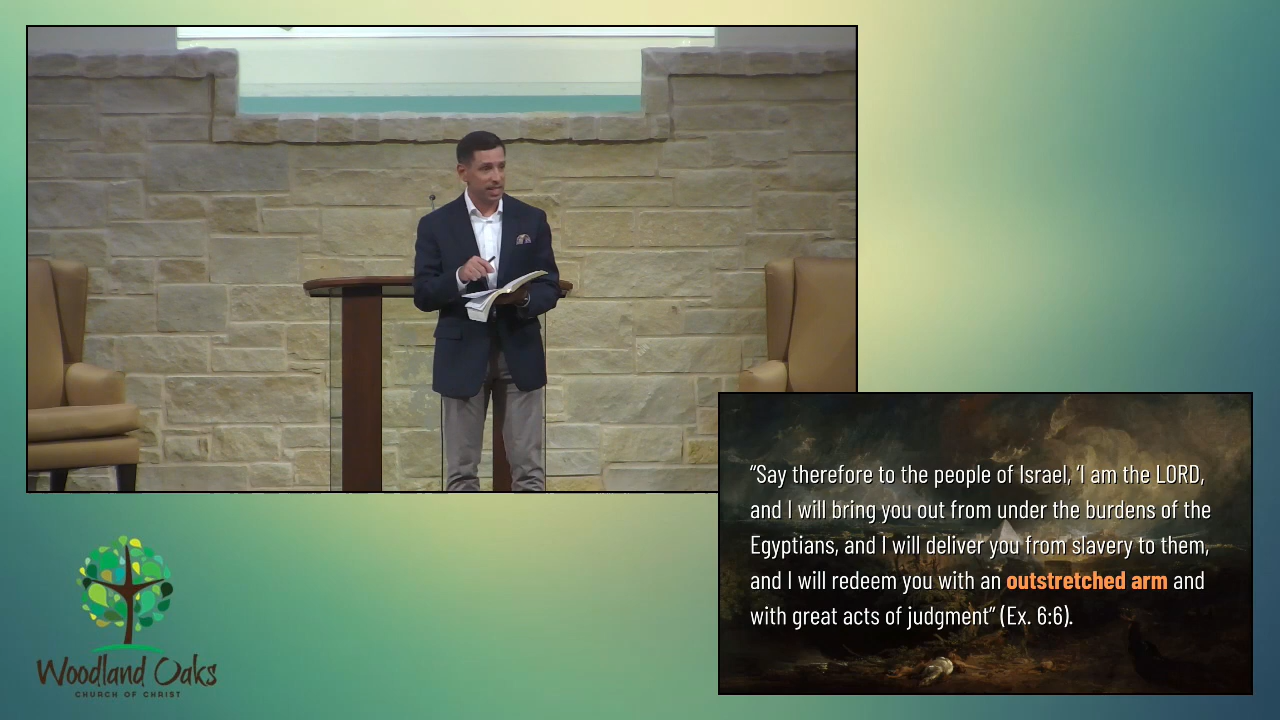 “Say therefore to the people of Israel, ‘I am the LORD,
and I will bring you out from under the burdens of the
Egyptians, and I will deliver you from slavery to them,
and I will redeem you with an outstretched arm and
with great acts of judgment” (Ex. 6:6).
Woodland Oaks
CHURCH OF CHRIST